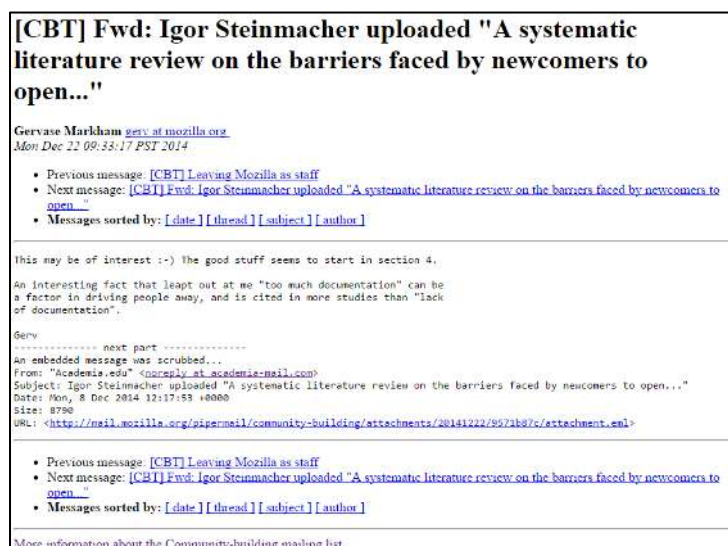 [CBT] Fwd: Igor Steinmacher uploaded "A systematic
literature review on the barriers faced by newcomers to
open..."
Gervase Markham gerv at mozilla.org
Mon Dec 22 09:33:17 PST 2014
• Previous message: [CBT] Leaving Mozilla as staff
• Next message: [CBT] Fwd: Igor Steinmacher uploaded "A systematic literature review on the barriers faced by newcomers to
open..."
• Messages sorted by: [ date ] [ thread ] [ subject ] [ author ]
This may be of interest :-) The good stuff seems to start in section 4.
An interesting fact that leapt out at me "too much documentation" can be
a factor in driving people away, and is cited in more studies than "lack
of documentation".
Gerv
-------------- next part --------------
An embedded message was scrubbed...
From: "Academia.edu" <noreply at academia-mail.com>
Subject: Igor Steinmacher uploaded "A systematic literature review on the barriers faced by newcomers to open..."
Date: Mon, 8 Dec 2014 12:17:53 +0000
Size: 8790
URL: <http://mail.mozilla.org/pipermail/community-building/attachments/20141222/9571b87c/attachment.eml>
• Previous message: [CBT] Leaving Mozilla as staff
• Next message: [CBT] Fwd: Igor Steinmacher uploaded "A systematic literature review on the barriers faced by newcomers to
open..."
• Messages sorted by: [ date ] [ thread ] [ subject ] [ author ]
More information about the Community-building mailing list